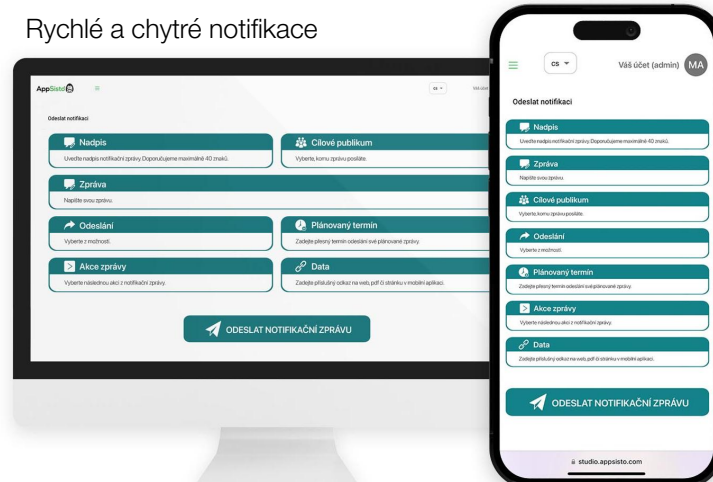 Rychlé a chytré notifikace
AppSisto
cs
Váš účet
Odeslat notifikaci
Nadpis
Uveďte nadpis notifikační zprávy. Doporučujeme maximálně 40 znaků.
Cílové publikum
Vyberte, komu zprávu posíláte.
Zpráva
Napište svou zprávu.
Odeslání
Vyberte z možností.
Plánovaný termín
Zadejte přesný termín odeslání své plánované zprávy.
Akce zprávy
Vyberte následnou akci z notifikační zprávy.
Data
Zadejte příslušný odkaz na web, pdf či stránku v mobilní aplikaci.
ODESLAT NOTIFIKAČNÍ ZPRÁVU
cs
Váš účet (admin)
MA
Odeslat notifikaci
Nadpis
Uveďte nadpis notifikační zprávy. Doporučujeme maximálně 40 znaků.
Zpráva
Napište svou zprávu.
Cílové publikum
Vyberte, komu zprávu posíláte.
Odeslání
Vyberte z možností.
Plánovaný termín
Zadejte přesný termín odeslání své plánované zprávy.
Akce zprávy
Vyberte následnou akci z notifikační zprávy.
Data
Zadejte příslušný odkaz na web, pdf či stránku v mobilní aplikaci.
ODESLAT NOTIFIKAČNÍ ZPRÁVU
studio.appsisto.com